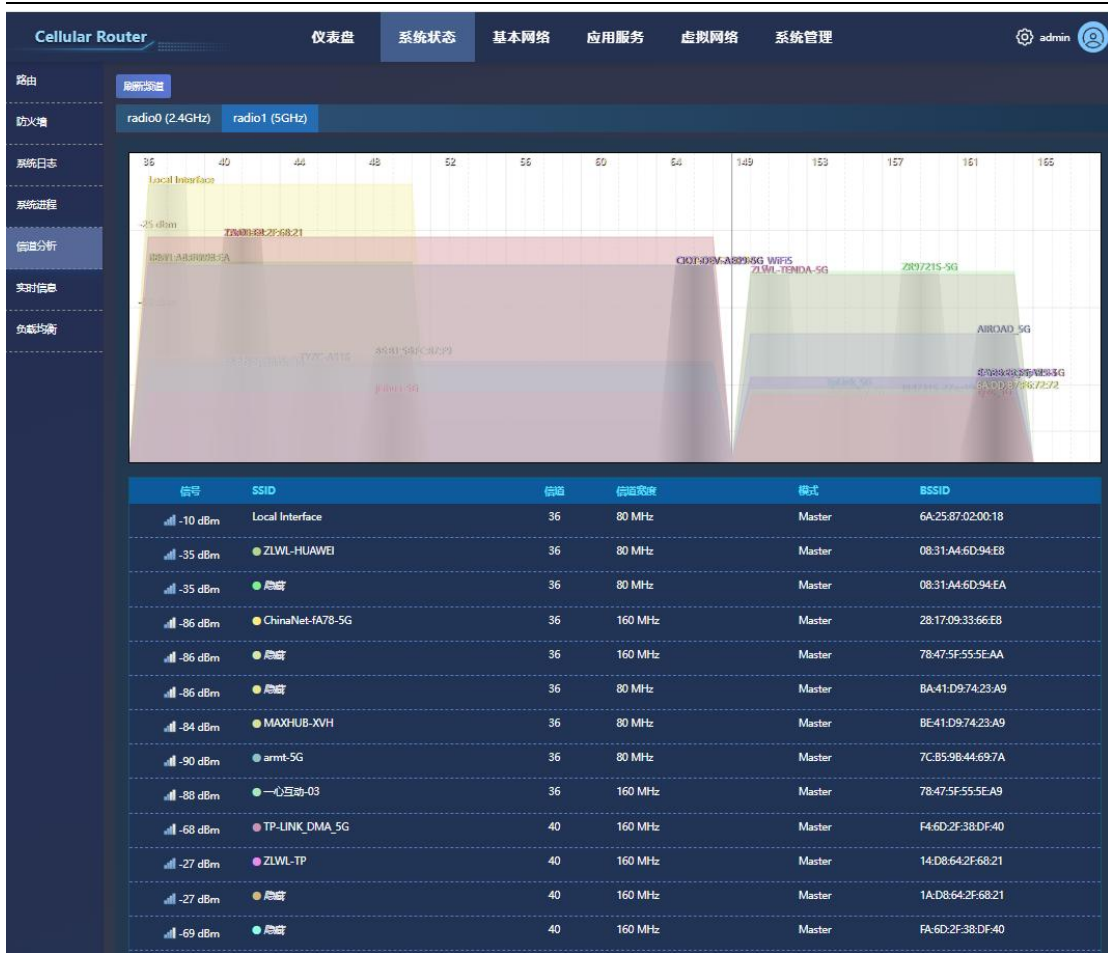 Cellular Router 仪表盘 系统状态 基本网络 应用服务 虚拟网络 系统管理 admin
路由
防火墙
系统日志
系统进程
信道分析
实时信息
负载均衡
刷新频道
radio0 (2.4GHz) radio1 (5GHz)
36 40 44 48 52 56 60 64 149 153 157 161 165
Local Interface
-25 dbm
ZLWL-TENDA-5G
ZR9721S-5G
AIROAD_5G
信号 SSID 信道 信道宽度 模式 BSSID
-10 dBm Local Interface 36 80 MHz Master 6A:25:87:02:00:18
-35 dBm ZLWL-HUAWEI 36 80 MHz Master 08:31:A4:6D:94:E8
-35 dBm 隐藏 36 80 MHz Master 08:31:A4:6D:94:EA
-86 dBm ChinaNet-fA78-5G 36 160 MHz Master 28:17:09:33:66:E8
-86 dBm 隐藏 36 160 MHz Master 78:47:5F:55:5E:AA
-86 dBm 隐藏 36 80 MHz Master BA:41:D9:74:23:A9
-84 dBm MAXHUB-XVH 36 80 MHz Master BE:41:D9:74:23:A9
-90 dBm armt-5G 36 80 MHz Master 7C:B5:9B:44:69:7A
-88 dBm 一心互动-03 36 160 MHz Master 78:47:5F:55:5E:A9
-68 dBm TP-LINK_DMA_5G 40 160 MHz Master F4:6D:2F:38:DF:40
-27 dBm ZLWL-TP 40 160 MHz Master 14:D8:64:2F:68:21
-27 dBm 隐藏 40 160 MHz Master 1A:D8:64:2F:68:21
-69 dBm 隐藏 40 160 MHz Master FA:6D:2F:38:DF:40